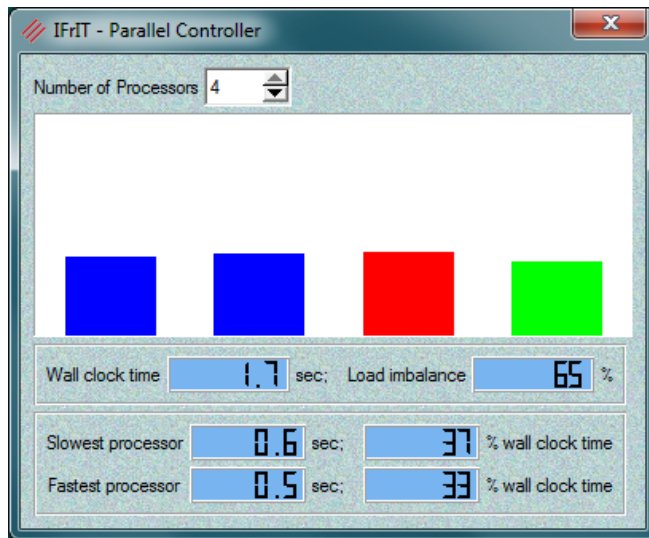 IFrIT - Parallel Controller
Number of Processors 4
Wall clock time 1.7 sec; Load imbalance 65 %
Slowest processor 0.6 sec; 37 % wall clock time
Fastest processor 0.5 sec; 33 % wall clock time